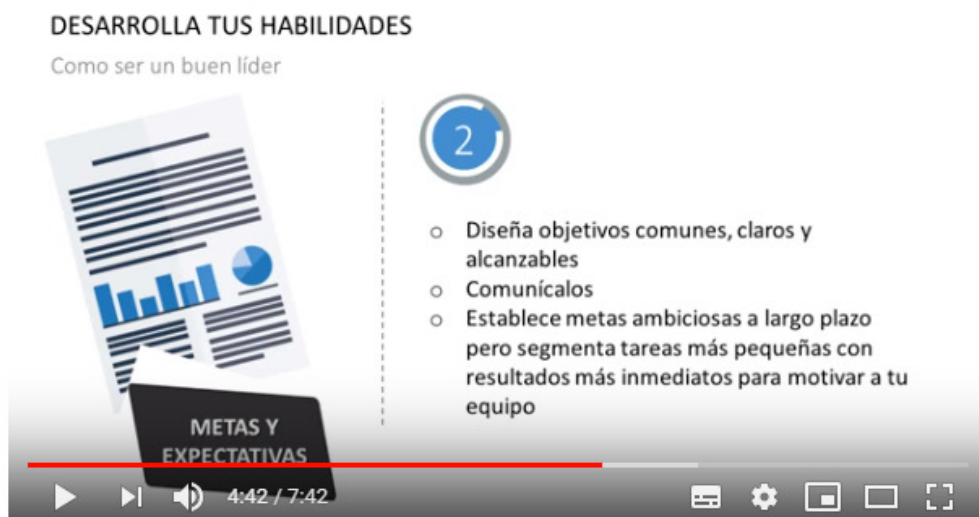 DESARROLLA TUS HABILIDADES
Como ser un buen líder
2
Diseña objetivos comunes, claros y
alcanzables
Comunícalos
Establece metas ambiciosas a largo plazo
pero segmenta tareas más pequeñas con
resultados más inmediatos para motivar a tu
equipo
METAS Y
EXPECTATIVAS
4:42 / 7:42